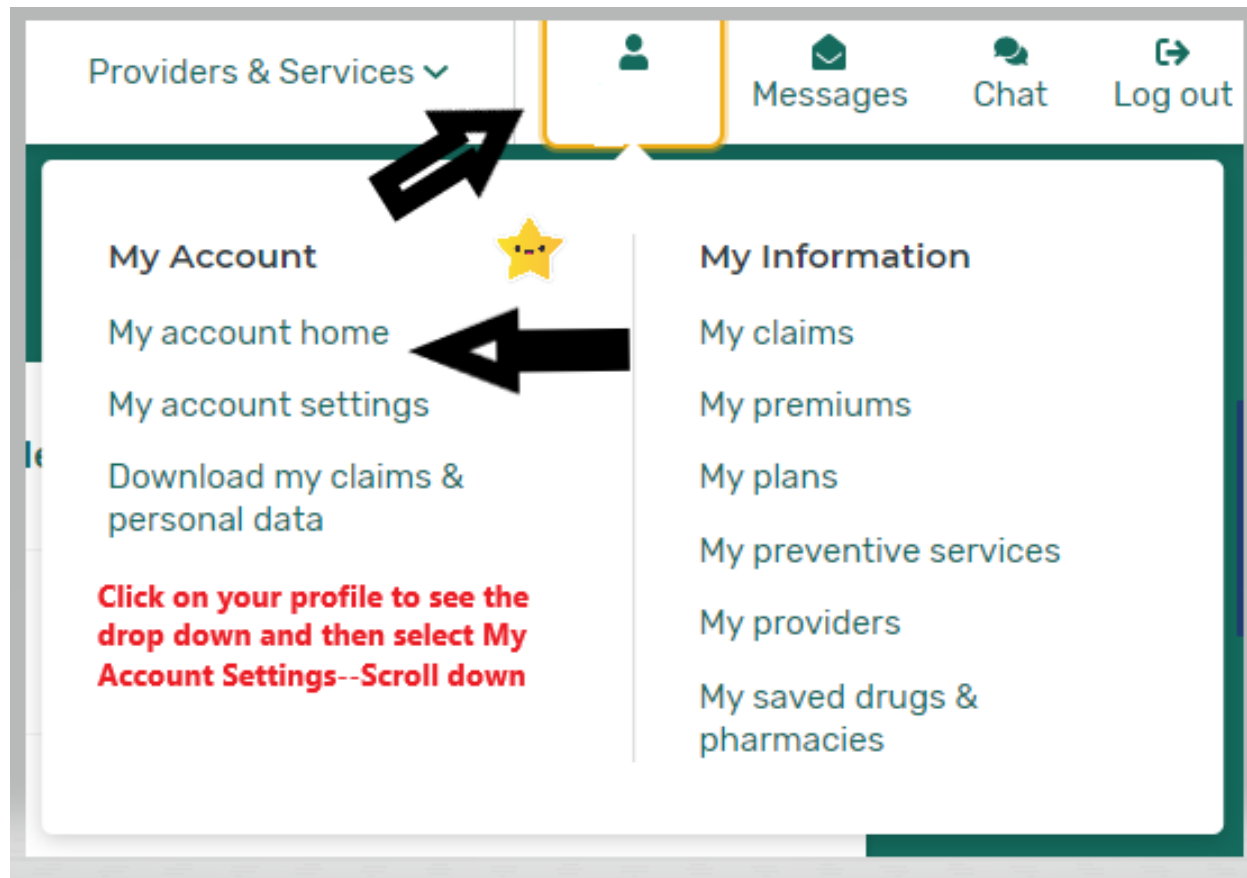 Providers & Services
Messages
Chat
Log out
My Account
My account home
My account settings
Download my claims &
personal data
Click on your profile to see the
drop down and then select My
Account Settings--Scroll down
My Information
My claims
My premiums
My plans
My preventive services
My providers
My saved drugs &
pharmacies